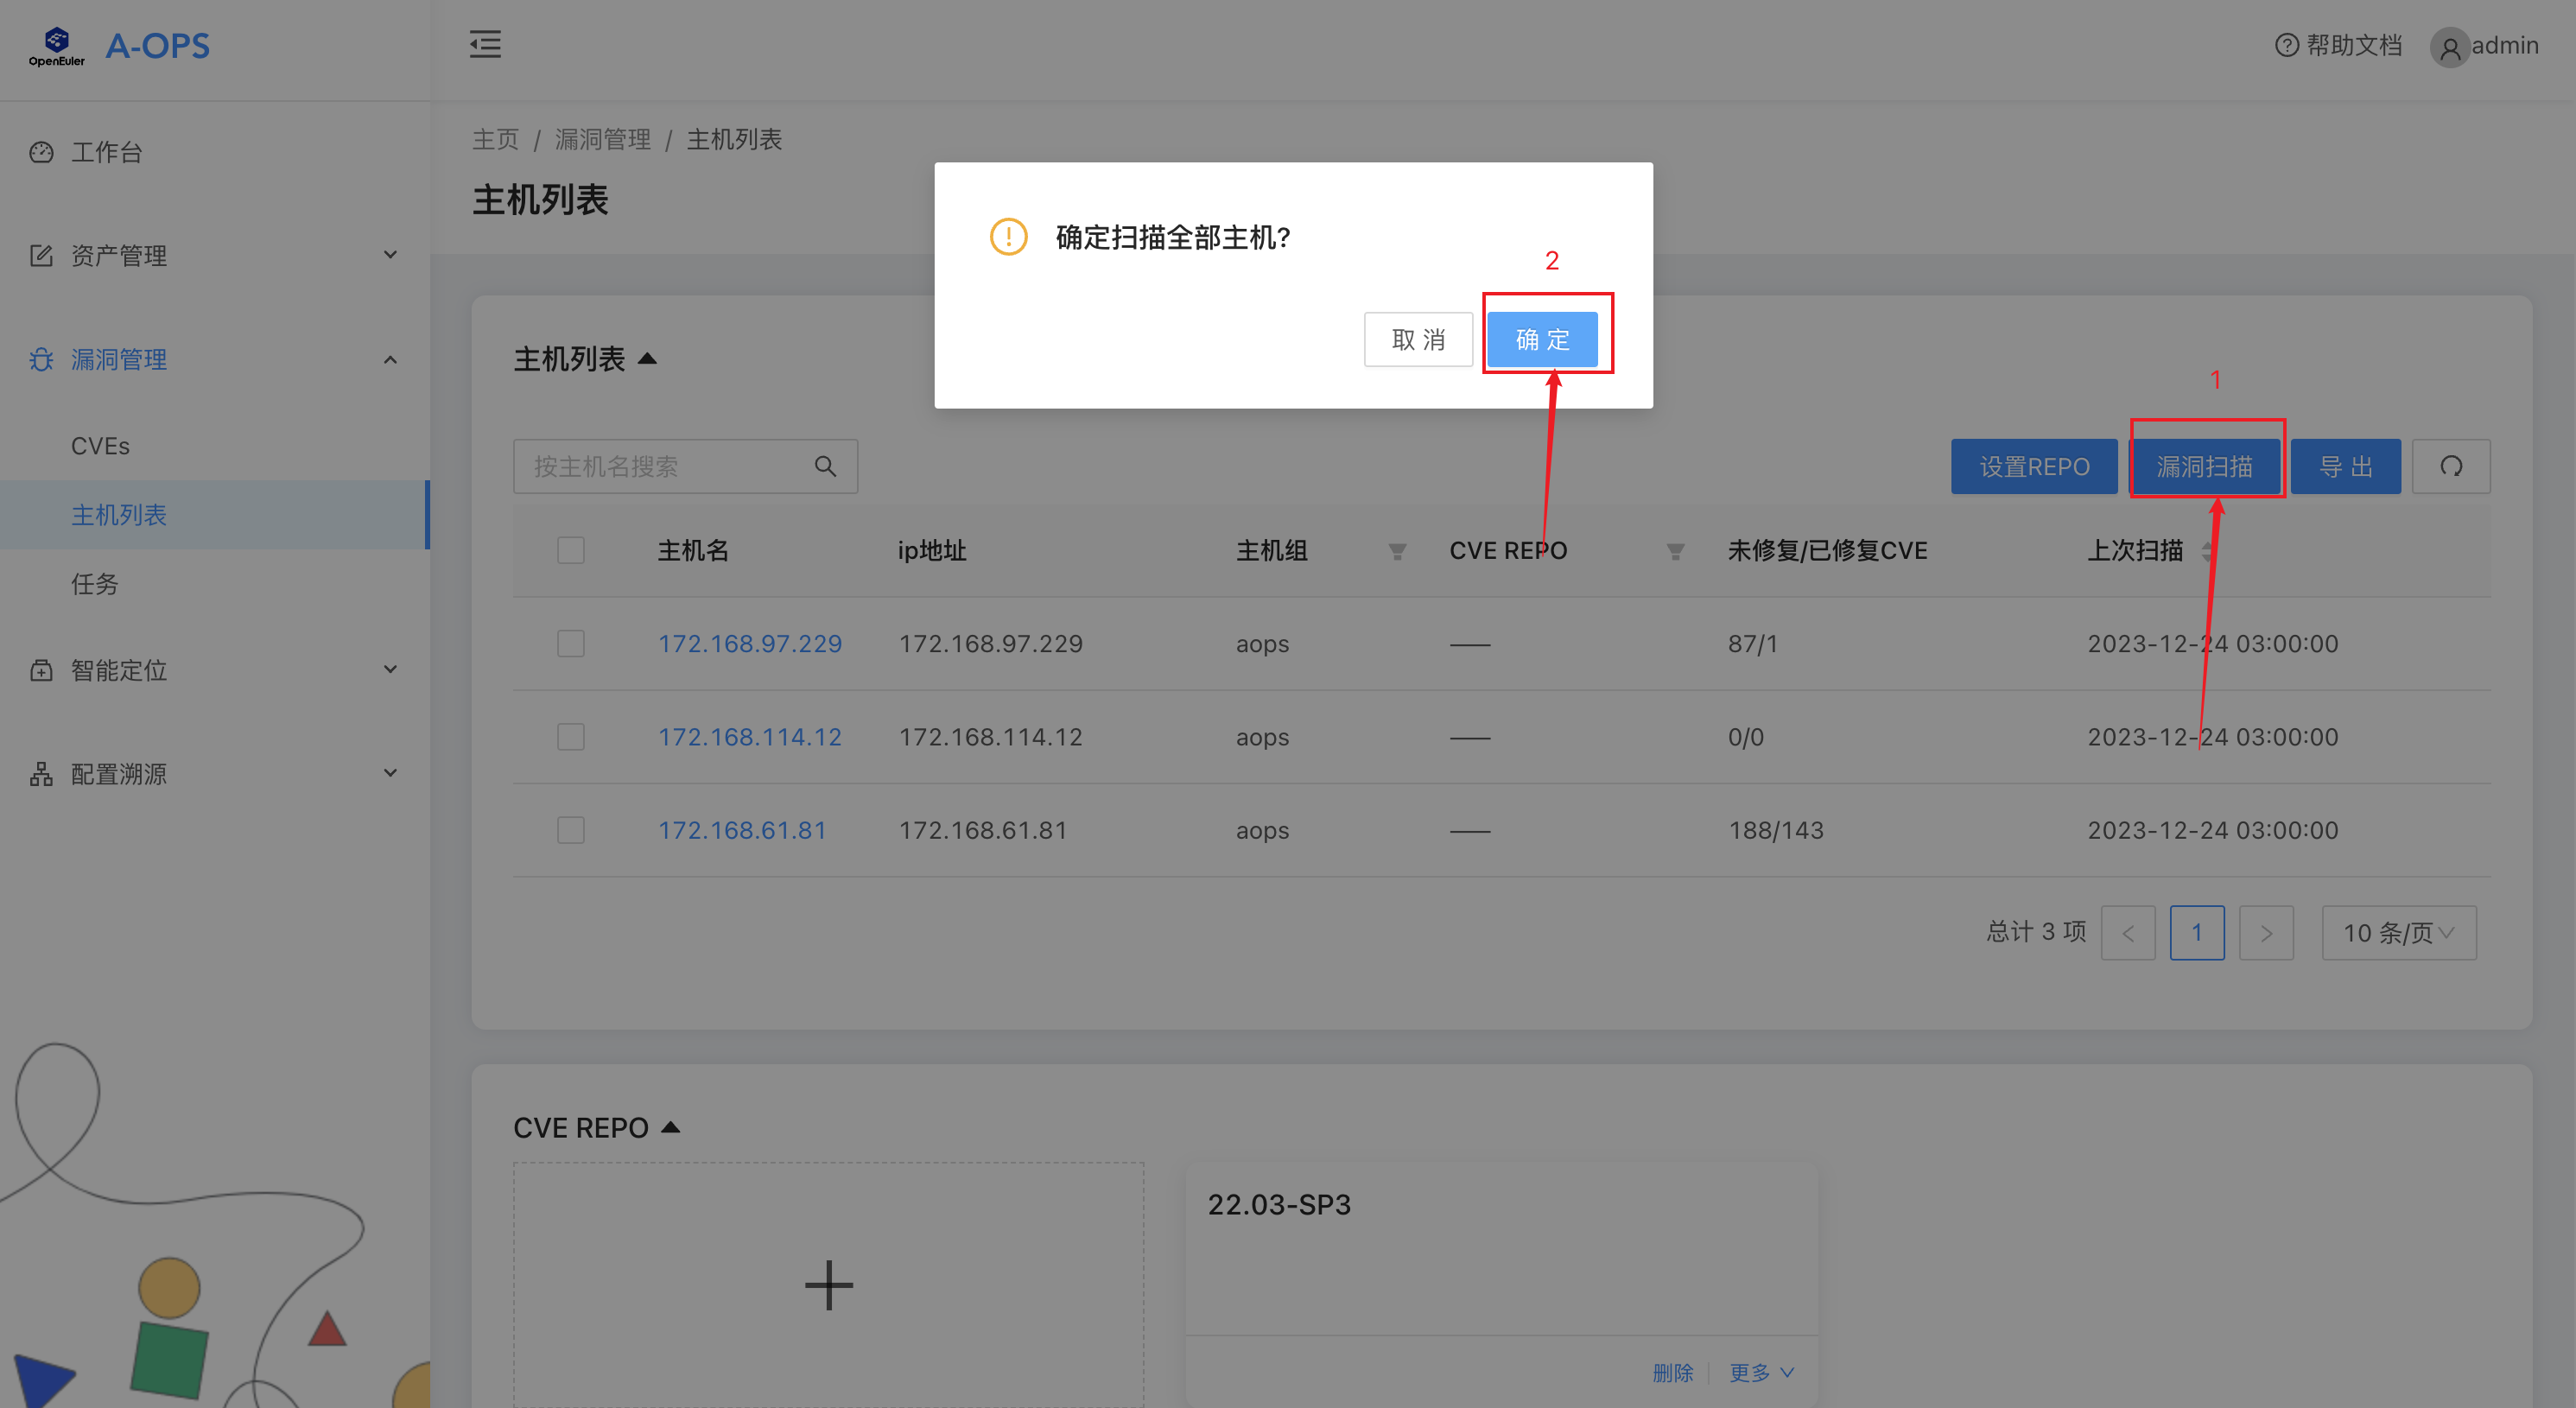 OpenEuler
A-OPS
帮助文档
admin
工作台
资产管理
漏洞管理
CVEs
主机列表
任务
智能定位
配置溯源
主页 / 漏洞管理 / 主机列表
主机列表
确定扫描全部主机?
2
取 消
确 定
主机列表
1
按主机名搜索
设置REPO
漏洞扫描
导 出
主机名 ip地址 主机组 CVE REPO 未修复/已修复CVE 上次扫描
172.168.97.229 172.168.97.229 aops —— 87/1 2023-12-24 03:00:00
172.168.114.12 172.168.114.12 aops —— 0/0 2023-12-24 03:00:00
172.168.61.81 172.168.61.81 aops —— 188/143 2023-12-24 03:00:00
总计 3 项 < 1 > 10 条/页
CVE REPO
22.03-SP3
删除 更多